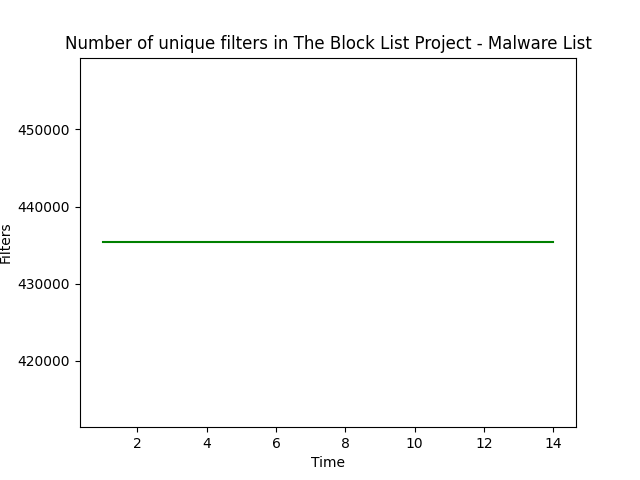 Number of unique filters in The Block List Project - Malware List
450000
440000
430000
420000
Filters
2 4 6 8 10 12 14
Time